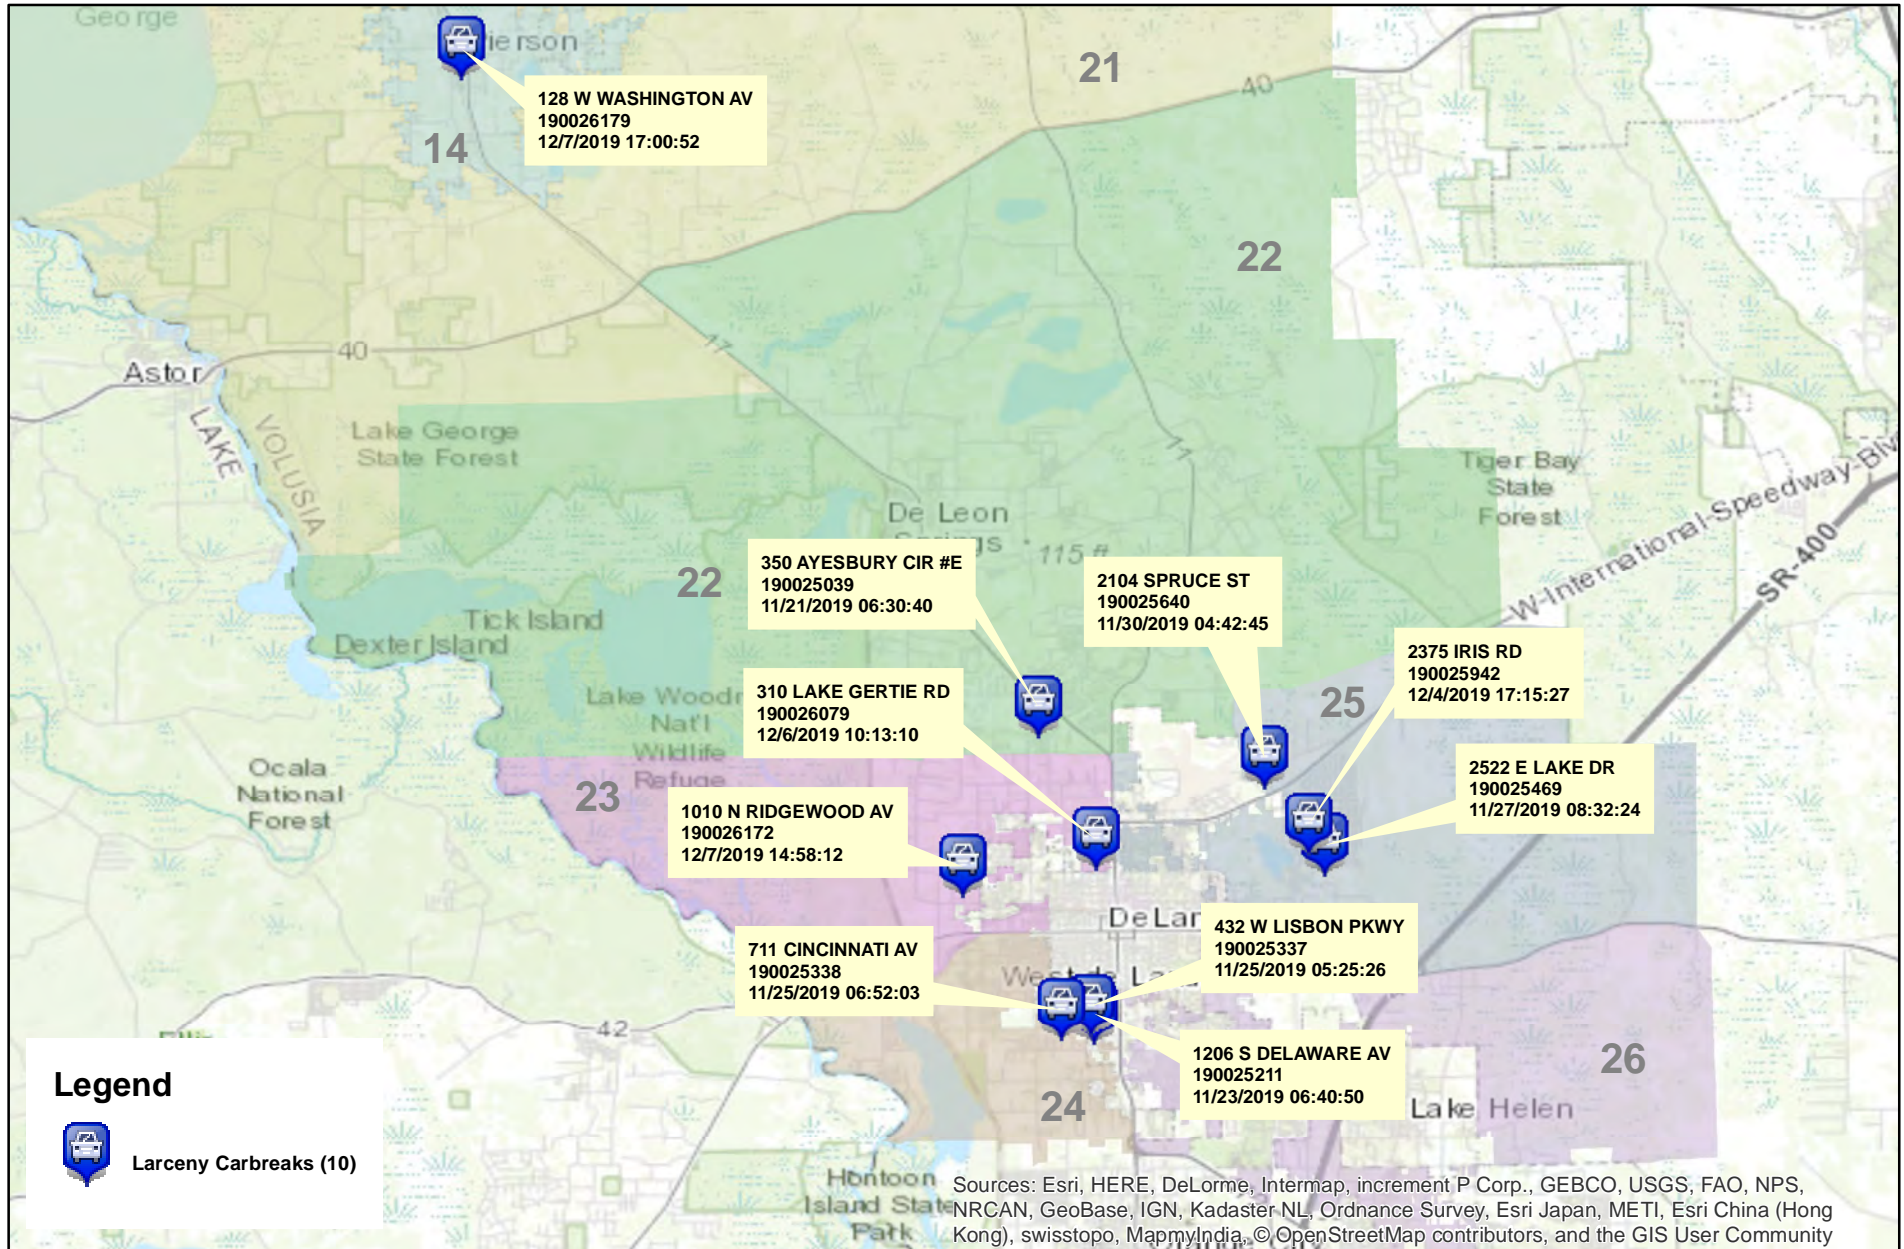 George
ierson
21
40
128 W WASHINGTON AV
190026179
12/7/2019 17:00:52
14
22
17
40
Astor
LAKE
VOLUSIA
Lake George
State Forest
11
Tiger Bay
State
Forest
W-International-Speedway-Blv
SR-400
De Leon
Springs
115 ft
350 AYESBURY CIR #E
190025039
11/21/2019 06:30:40
2104 SPRUCE ST
190025640
11/30/2019 04:42:45
22
Tick Island
Dexter Island
2375 IRIS RD
190025942
12/4/2019 17:15:27
25
310 LAKE GERTIE RD
190026079
12/6/2019 10:13:10
Lake Woodr
Nat'l
Wildlife
Refuge
2522 E LAKE DR
190025469
11/27/2019 08:32:24
Ocala
National
Forest
23
1010 N RIDGEWOOD AV
190026172
12/7/2019 14:58:12
DeLan
432 W LISBON PKWY
190025337
11/25/2019 05:25:26
711 CINCINNATI AV
190025338
11/25/2019 06:52:03
West de La
42
1206 S DELAWARE AV
190025211
11/23/2019 06:40:50
26
24
Lake Helen
Legend
Larceny Carbreaks (10)
Hontoon
Island State
Park
Sources: Esri, HERE, DeLorme, Intermap, increment P Corp., GEBCO, USGS, FAO, NPS,
NRCAN, GeoBase, IGN, Kadaster NL, Ordnance Survey, Esri Japan, METI, Esri China (Hong
Kong), swisstopo, MapmyIndia, © OpenStreetMap contributors, and the GIS User Community